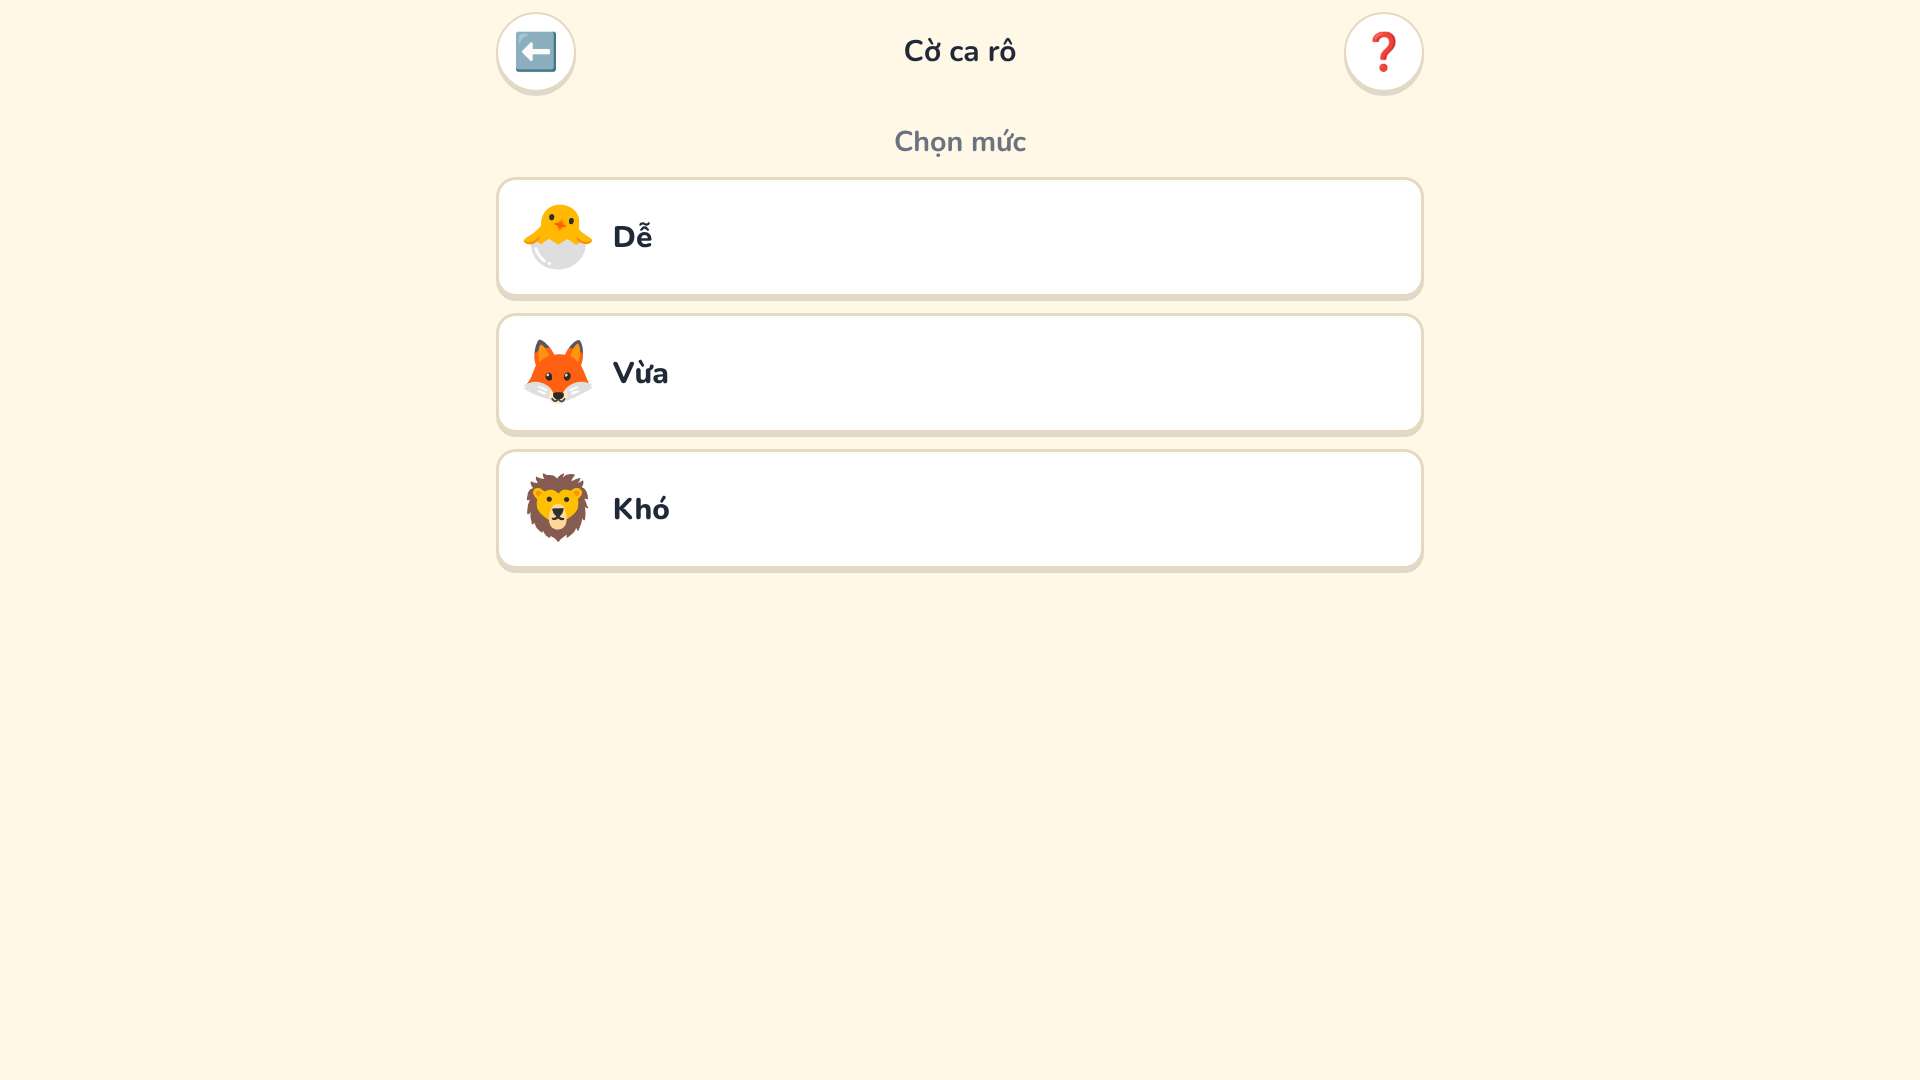 Cờ ca rô
Chọn mức
Dễ
Vừa
Khó